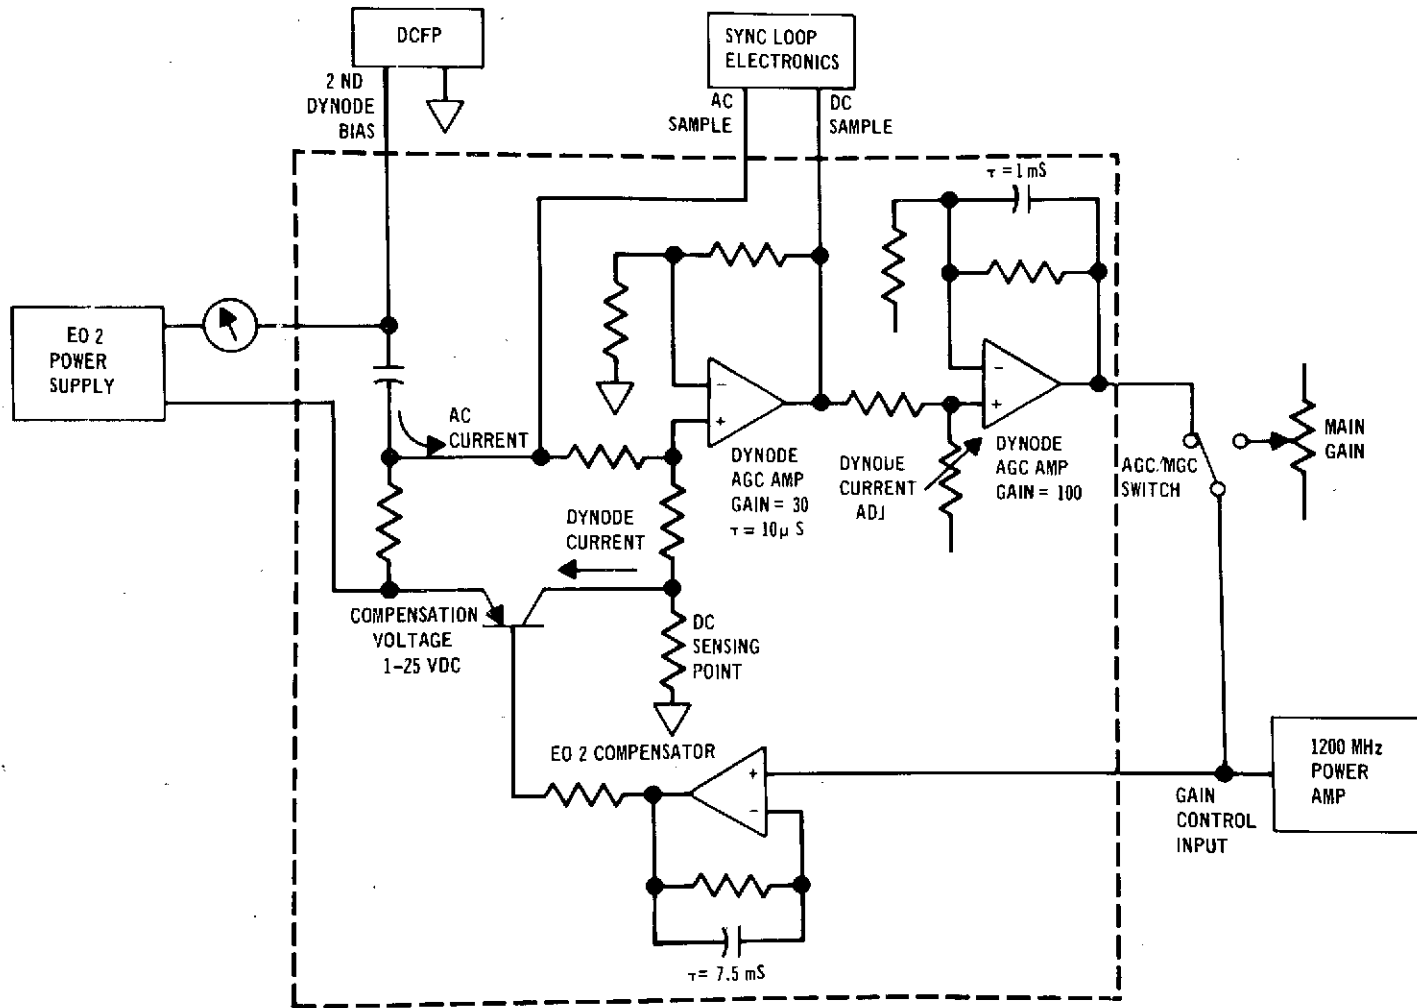 DCFP
SYNC LOOP
ELECTRONICS
2 ND
DYNODE
BIAS
AC
SAMPLE
DC
SAMPLE
τ = 1 mS
EO 2
POWER
SUPPLY
AC
CURRENT
−
+
−
+
DYNODE
AGC AMP
GAIN = 30
τ = 10μ S
DYNODE
CURRENT
ADJ
DYNODE
AGC AMP
GAIN = 100
AGC/MGC
SWITCH
MAIN
GAIN
DYNODE
CURRENT
COMPENSATION
VOLTAGE
1-25 VDC
DC
SENSING
POINT
EO 2 COMPENSATOR
+
−
GAIN
CONTROL
INPUT
1200 MHz
POWER
AMP
τ = 7.5 mS